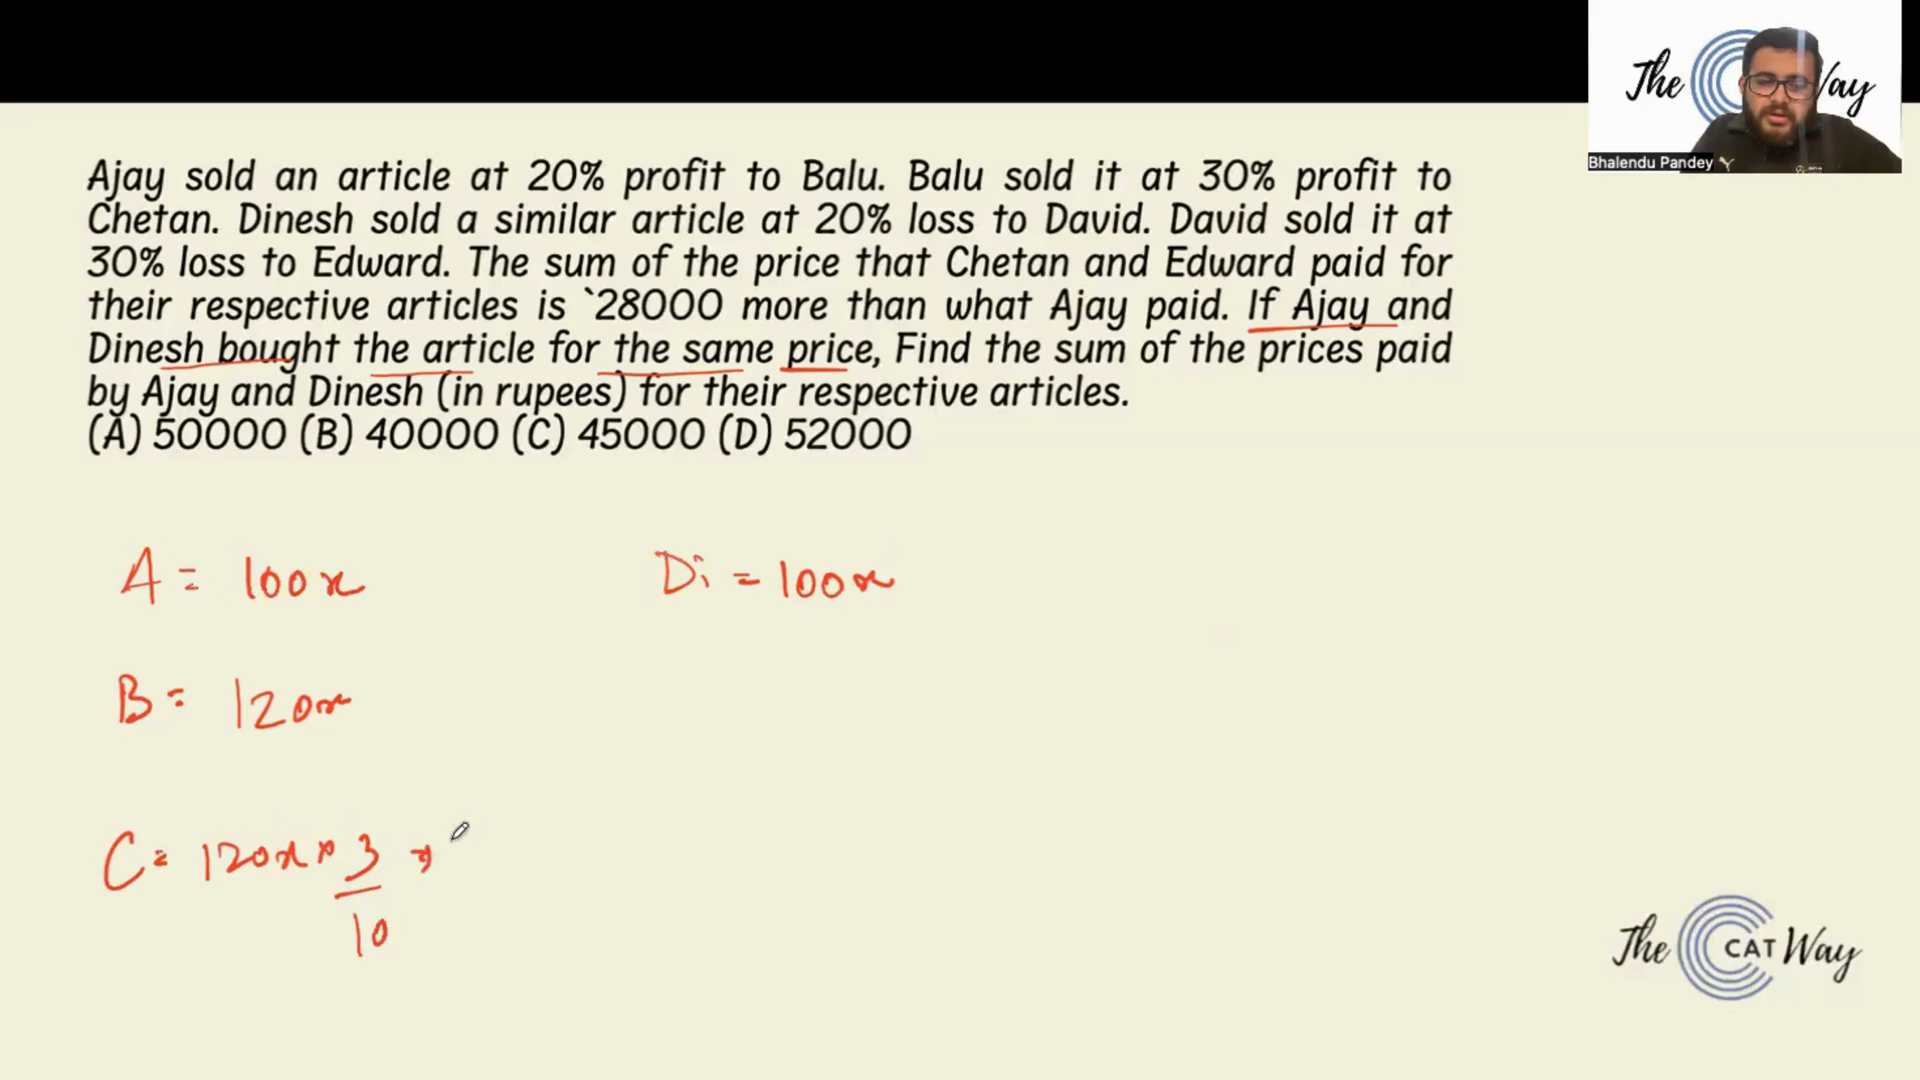 The Way
Bhalendu Pandey
Ajay sold an article at 20% profit to Balu. Balu sold it at 30% profit to
Chetan. Dinesh sold a similar article at 20% loss to David. David sold it at
30% loss to Edward. The sum of the price that Chetan and Edward paid for
their respective articles is `28000 more than what Ajay paid. If Ajay and
Dinesh bought the article for the same price, Find the sum of the prices paid
by Ajay and Dinesh (in rupees) for their respective articles.
(A) 50000 (B) 40000 (C) 45000 (D) 52000
A = 100x
Di = 100x
B = 120x
C = 120x × 3
10
The CAT Way